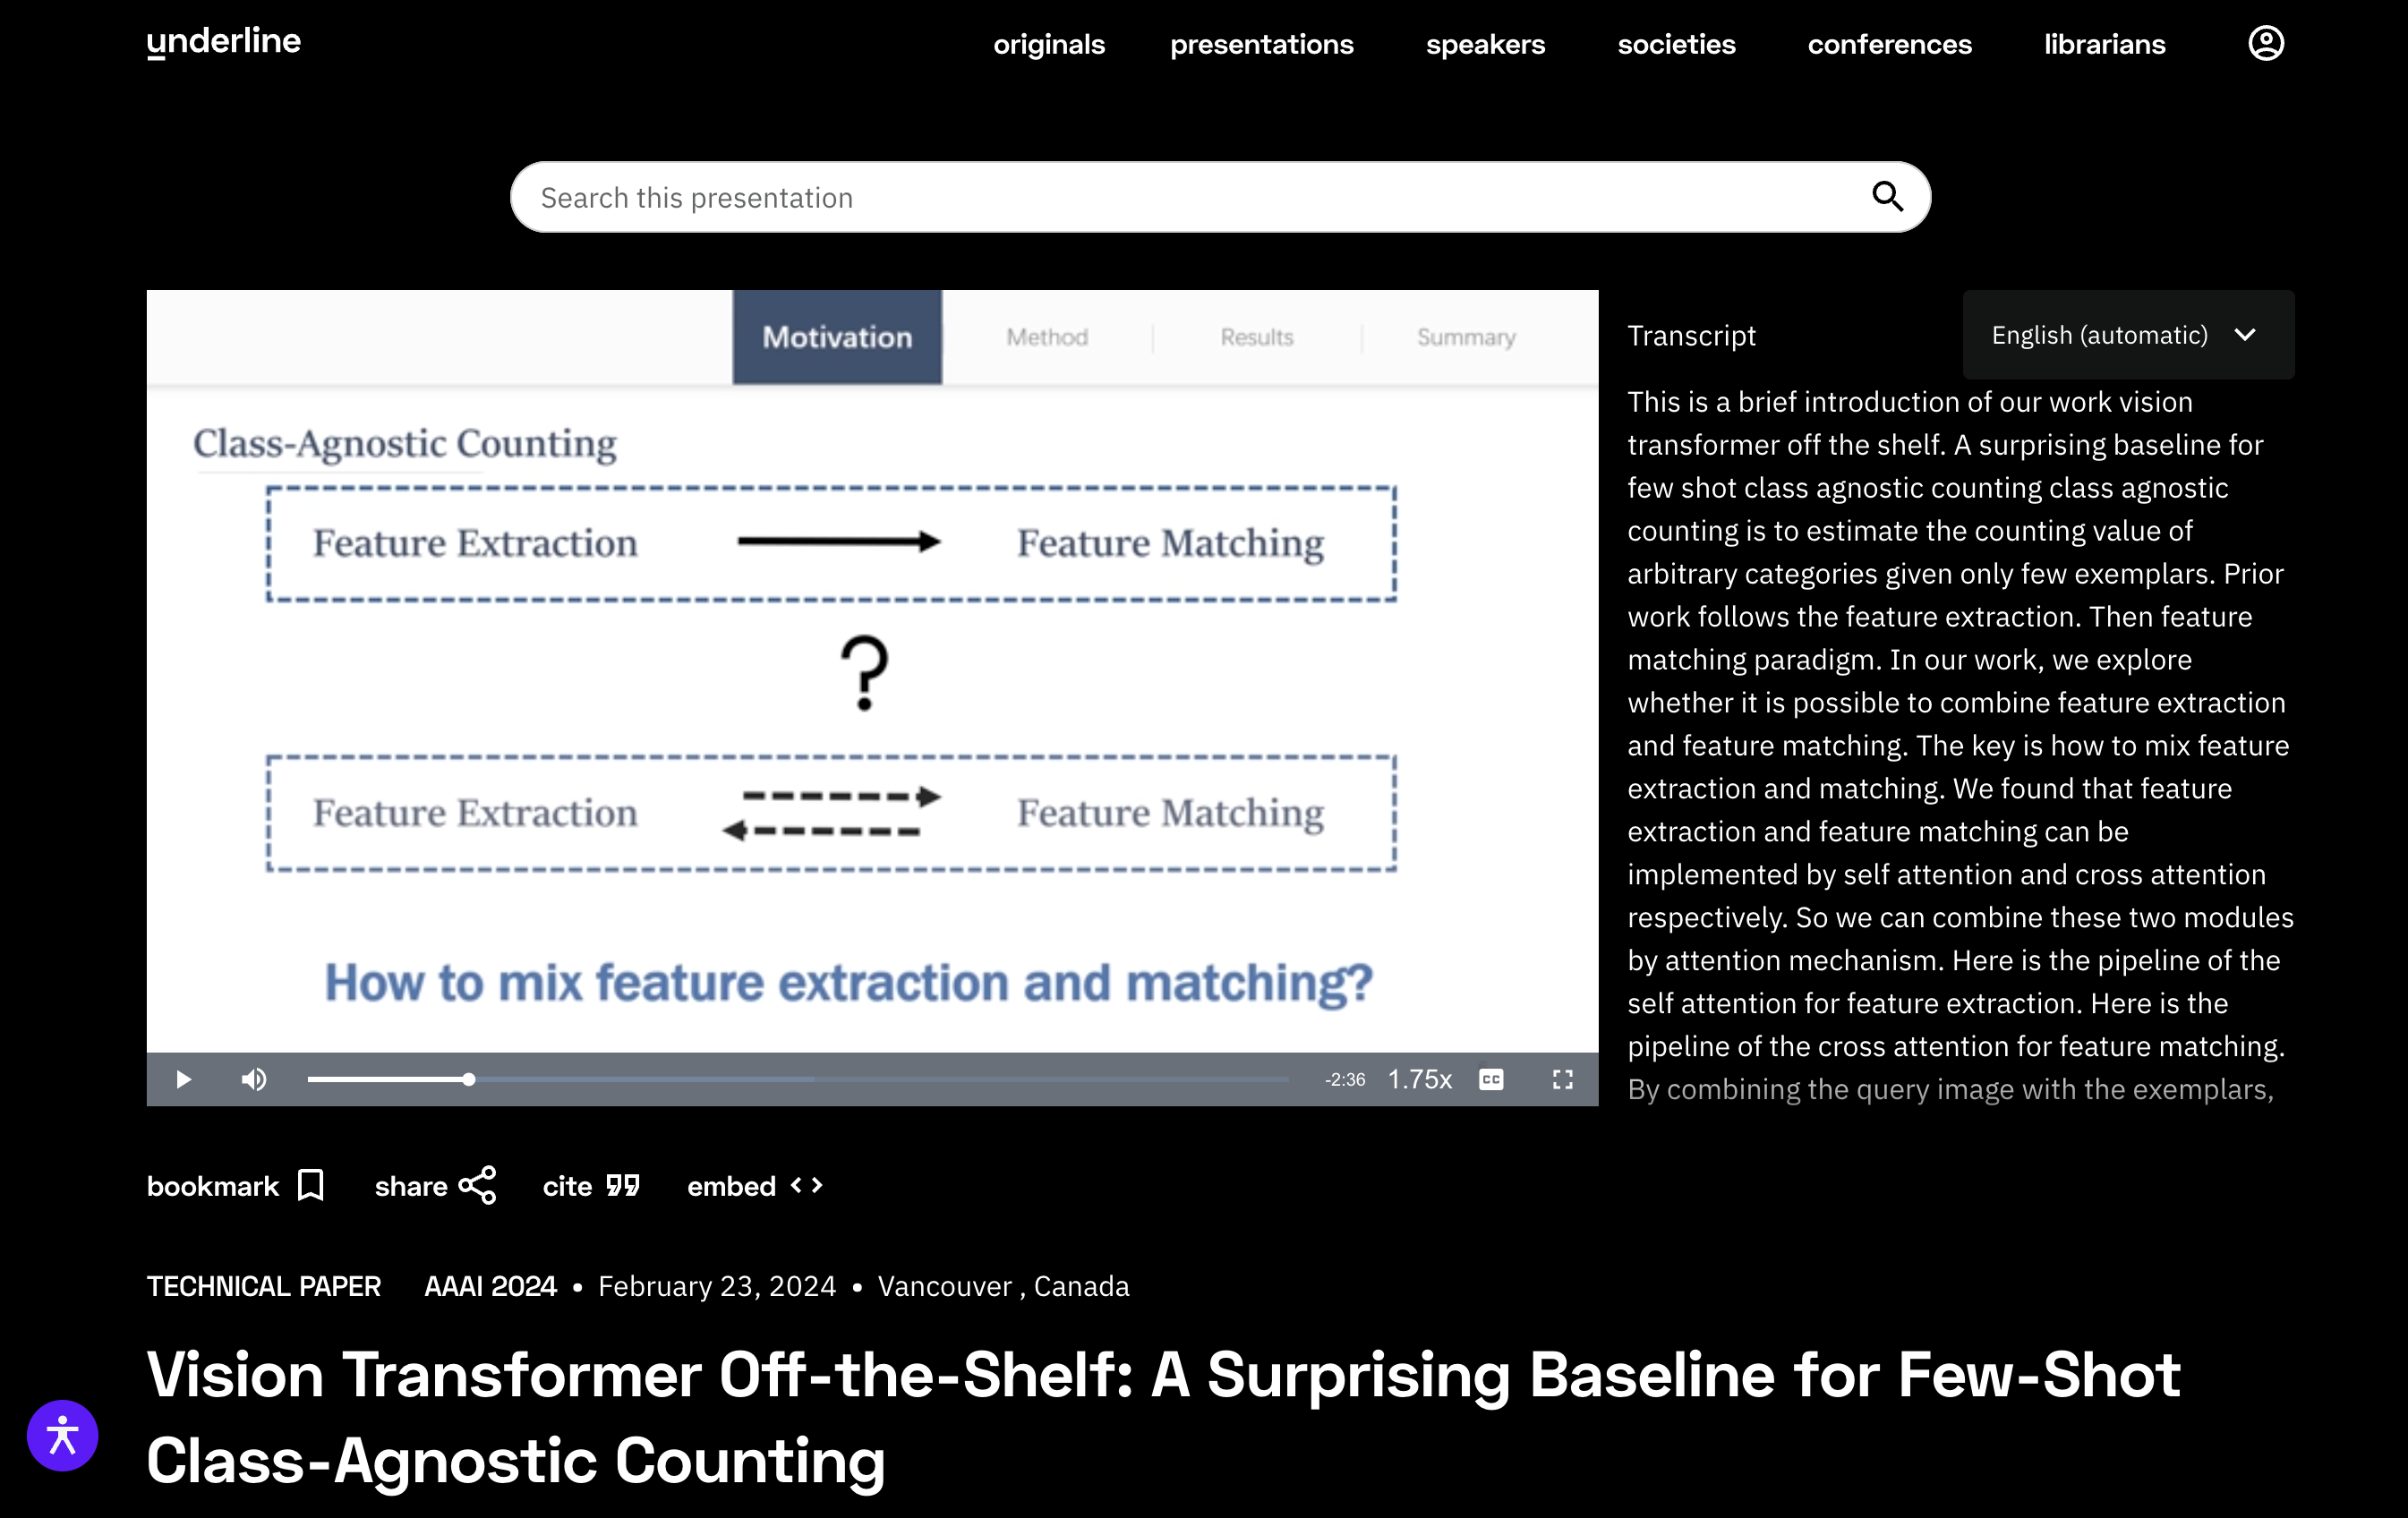 underline
originals presentations speakers societies conferences librarians
Search this presentation
Motivation Method Results Summary
Class-Agnostic Counting
Feature Extraction Feature Matching
?
Feature Extraction Feature Matching
How to mix feature extraction and matching?
-2:36 1.75x CC
Transcript English (automatic)
This is a brief introduction of our work vision
transformer off the shelf. A surprising baseline for
few shot class agnostic counting class agnostic
counting is to estimate the counting value of
arbitrary categories given only few exemplars. Prior
work follows the feature extraction. Then feature
matching paradigm. In our work, we explore
whether it is possible to combine feature extraction
and feature matching. The key is how to mix feature
extraction and matching. We found that feature
extraction and feature matching can be
implemented by self attention and cross attention
respectively. So we can combine these two modules
by attention mechanism. Here is the pipeline of the
self attention for feature extraction. Here is the
pipeline of the cross attention for feature matching.
By combining the query image with the exemplars,
bookmark share cite embed
TECHNICAL PAPER AAAI 2024 • February 23, 2024 • Vancouver , Canada
Vision Transformer Off-the-Shelf: A Surprising Baseline for Few-Shot
Class-Agnostic Counting